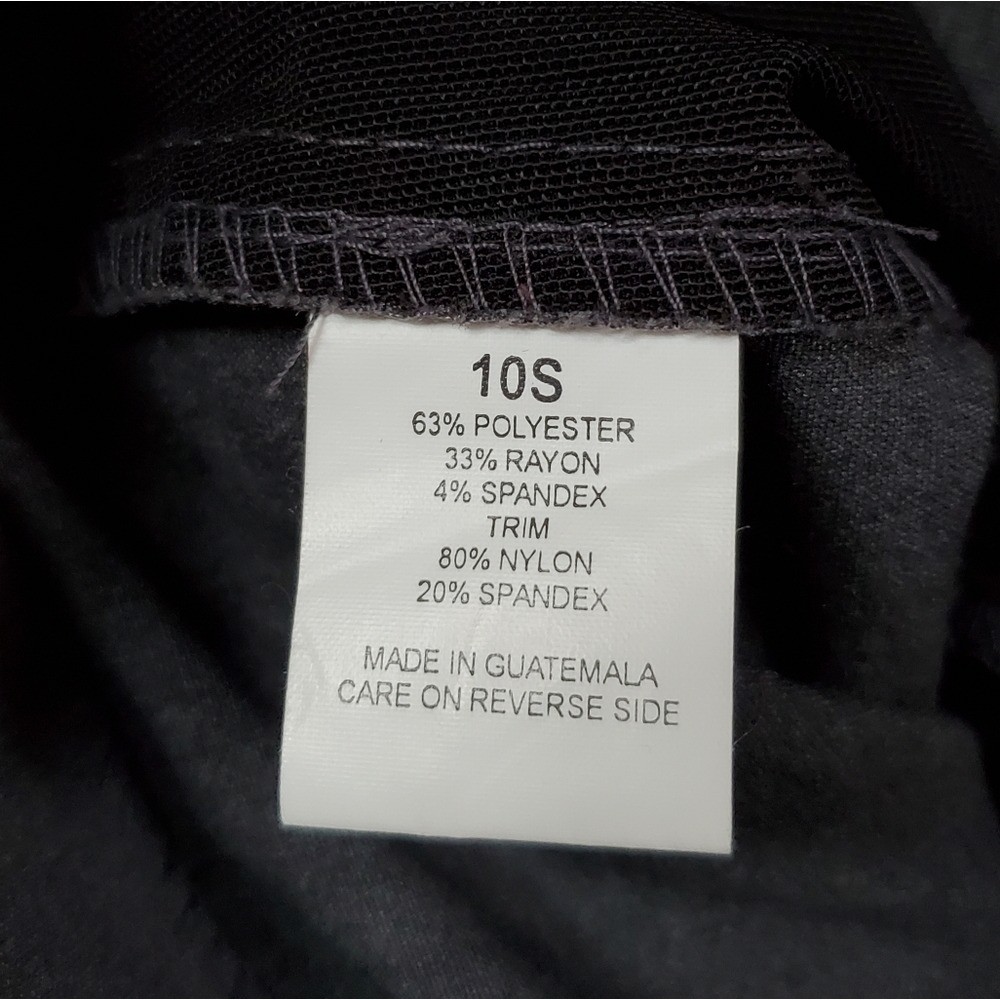 10S
63% POLYESTER
33% RAYON
4% SPANDEX
TRIM
80% NYLON
20% SPANDEX
MADE IN GUATEMALA
CARE ON REVERSE SIDE